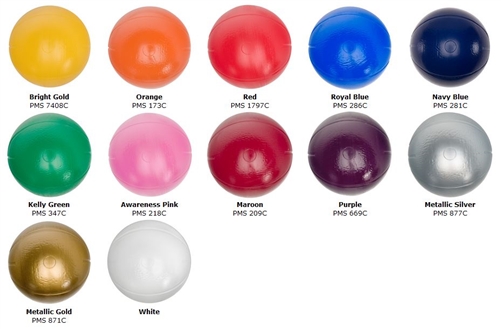 Bright Gold
PMS 7408C
Orange
PMS 173C
Red
PMS 1797C
Royal Blue
PMS 286C
Navy Blue
PMS 281C
Kelly Green
PMS 347C
Awareness Pink
PMS 218C
Maroon
PMS 209C
Purple
PMS 669C
Metallic Silver
PMS 877C
Metallic Gold
PMS 871C
White